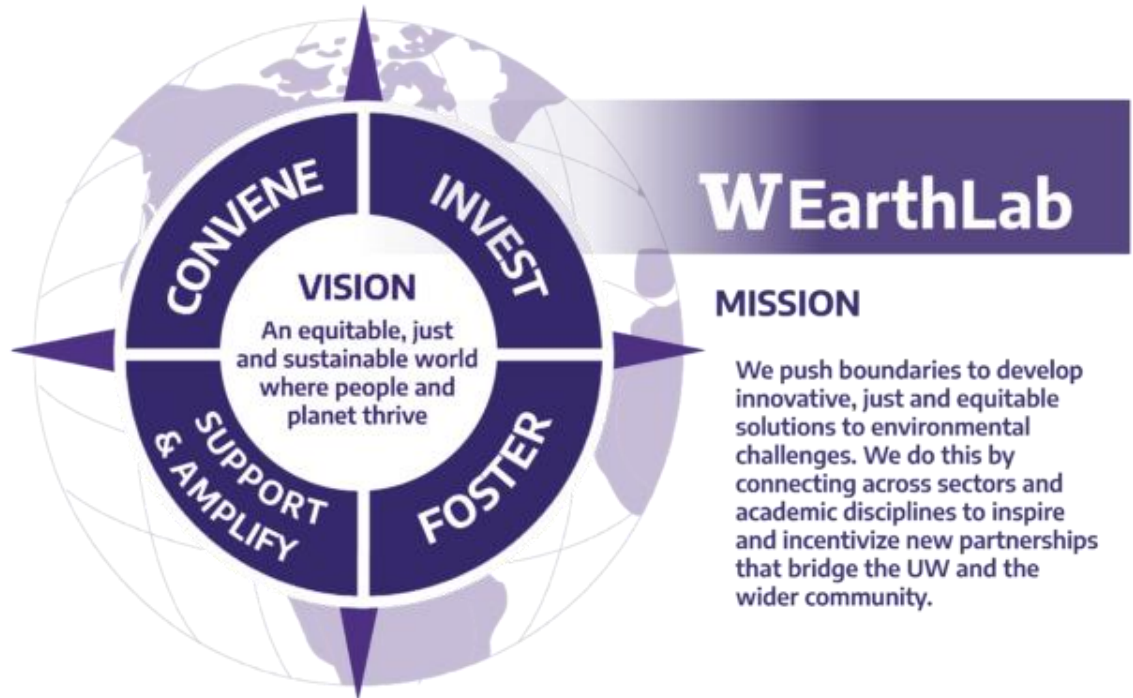 CONVENE
INVEST
SUPPORT
& AMPLIFY
FOSTER
VISION
An equitable, just
and sustainable world
where people and
planet thrive
W EarthLab
MISSION
We push boundaries to develop
innovative, just and equitable
solutions to environmental
challenges. We do this by
connecting across sectors and
academic disciplines to inspire
and incentivize new partnerships
that bridge the UW and the
wider community.